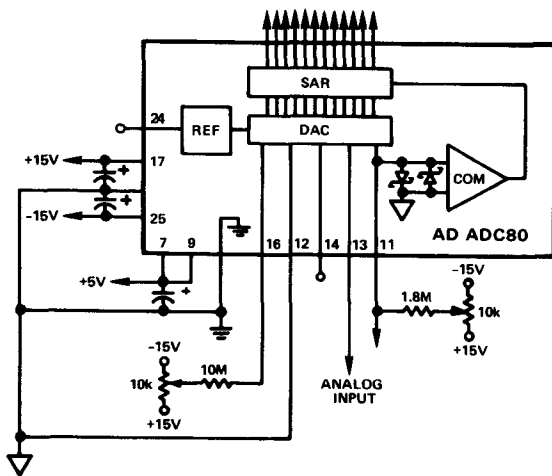 SAR
24
REF
DAC
+15V
17
+
+
COM
-15V
25
AD ADC80
7
9
16
12
14
13
11
+5V
+
-15V
1.8M
10k
-15V
10k
10M
+15V
ANALOG
INPUT
+15V